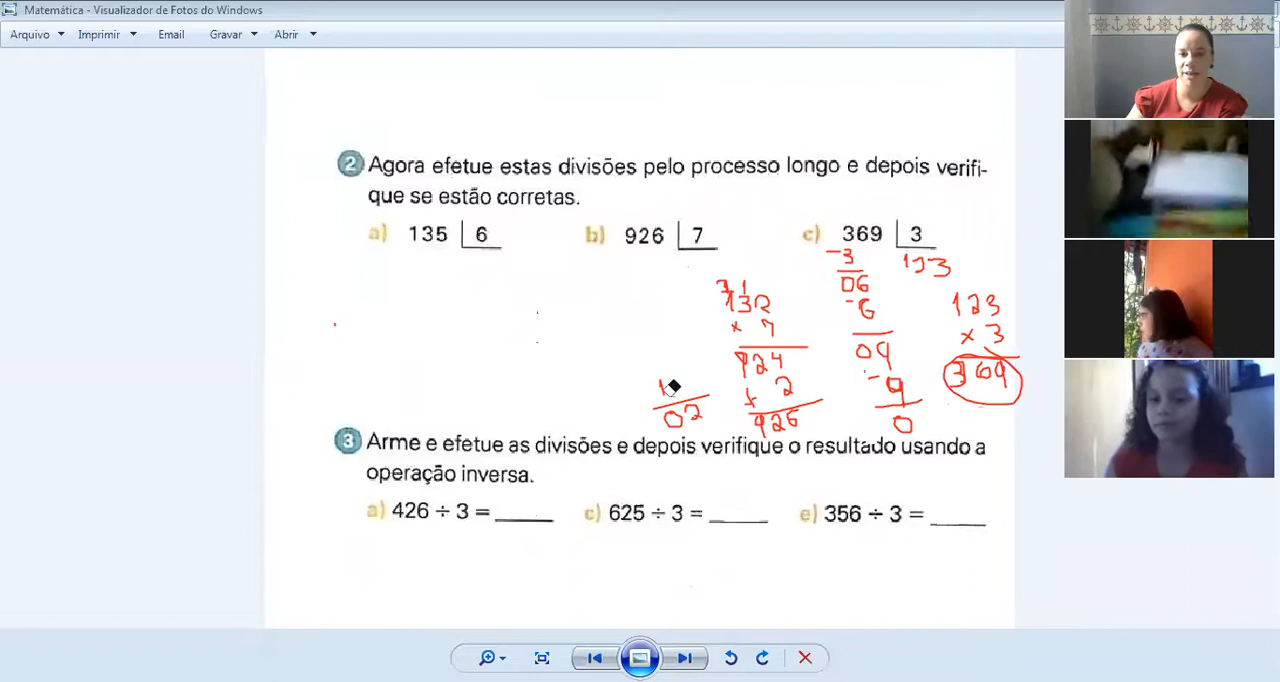 Matemática - Visualizador de Fotos do Windows
Arquivo Imprimir Email Gravar Abrir
2 Agora efetue estas divisões pelo processo longo e depois verifi-
que se estão corretas.
a) 135 6 b) 926 7 c) 369 3
-3 123
06
-6
09
-9
0
123
x 3
369
31
132
x 7
924
+ 2
926
1
02
3 Arme e efetue as divisões e depois verifique o resultado usando a
operação inversa.
a) 426 ÷ 3 = ____ c) 625 ÷ 3 = ____ e) 356 ÷ 3 = ____